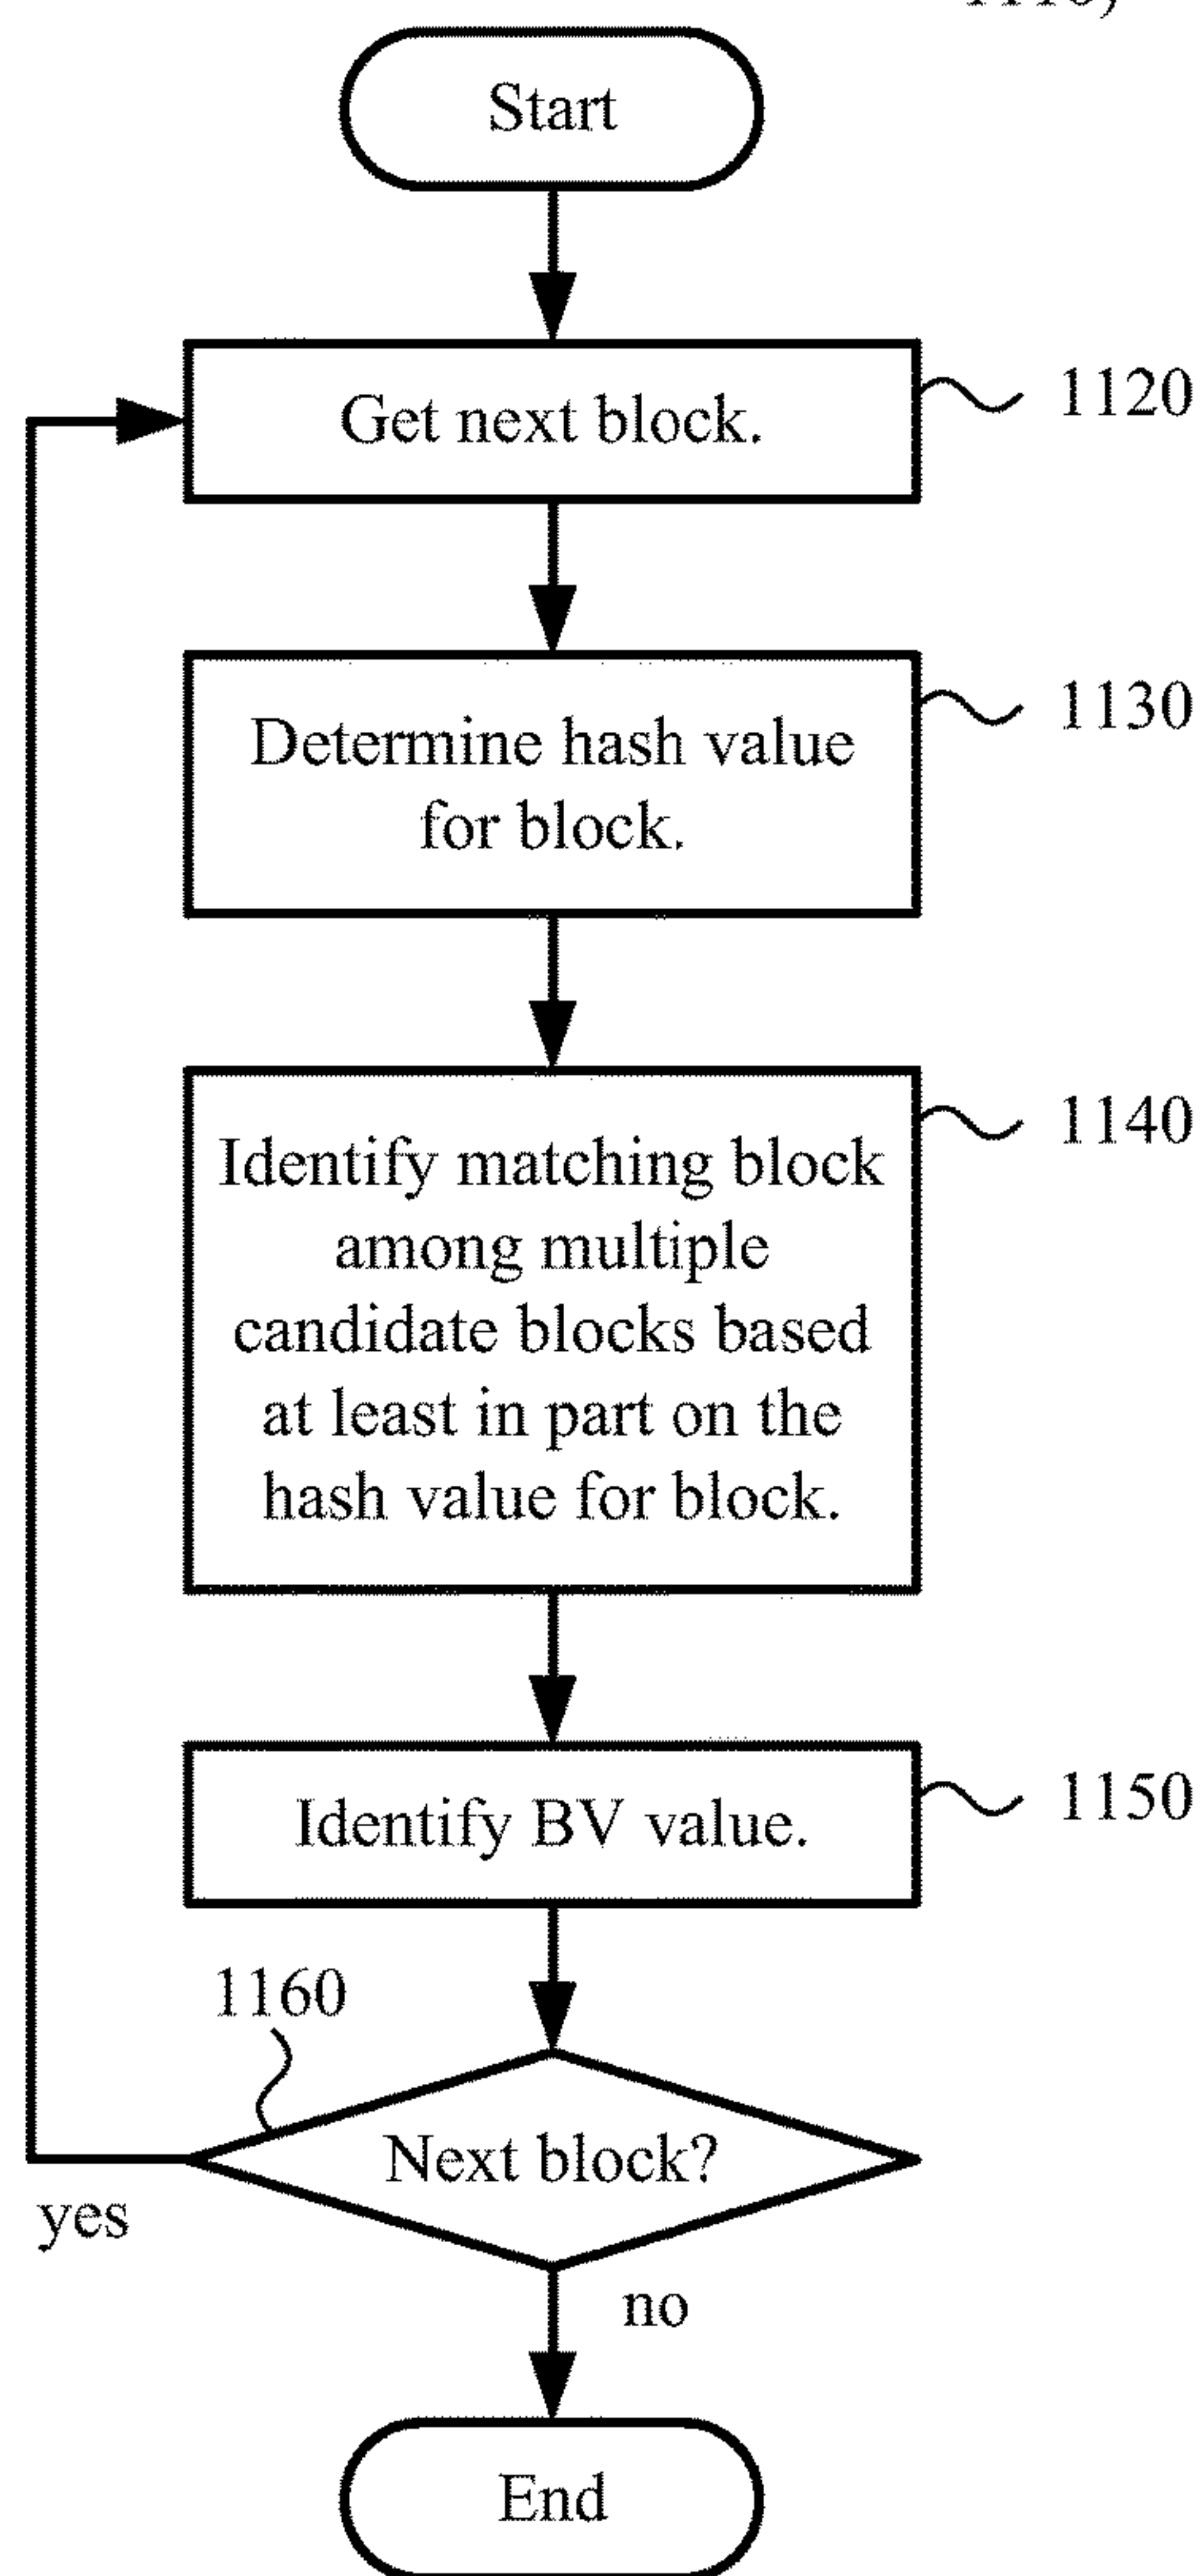 Start
Get next block.
1120
Determine hash value
for block.
1130
Identify matching block
among multiple
candidate blocks based
at least in part on the
hash value for block.
1140
Identify BV value.
1150
1160
Next block?
yes
no
End